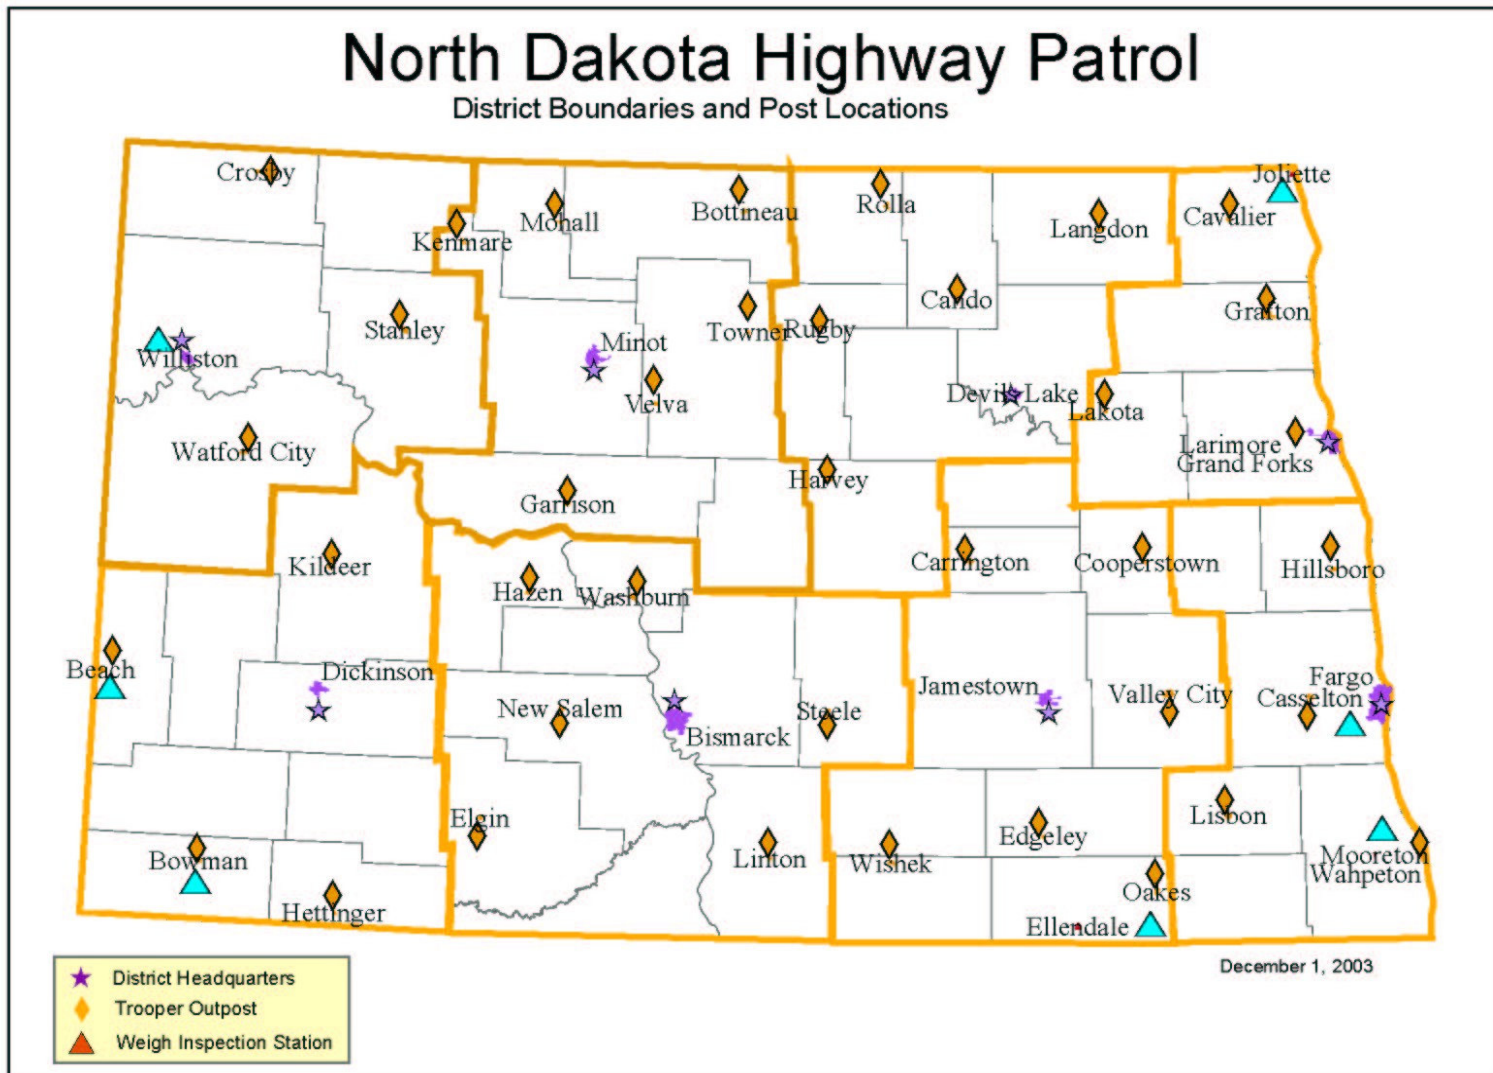 North Dakota Highway Patrol
District Boundaries and Post Locations
Crosby
Kenmare
Mohall
Bottineau
Rolla
Langdon
Cavalier
Joliette
Stanley
Williston
Minot
Velva
Towner
Rugby
Cando
Grafton
Devils Lake
Lakota
Larimore
Grand Forks
Watford City
Garrison
Harvey
Kildeer
Hazen
Washburn
Carrington
Cooperstown
Hillsboro
Beach
Dickinson
New Salem
Bismarck
Steele
Jamestown
Valley City
Fargo
Casselton
Bowman
Hettinger
Elgin
Linton
Wishek
Edgeley
Lisbon
Oakes
Ellendale
Mooreton
Wahpeton
December 1, 2003
District Headquarters
Trooper Outpost
Weigh Inspection Station